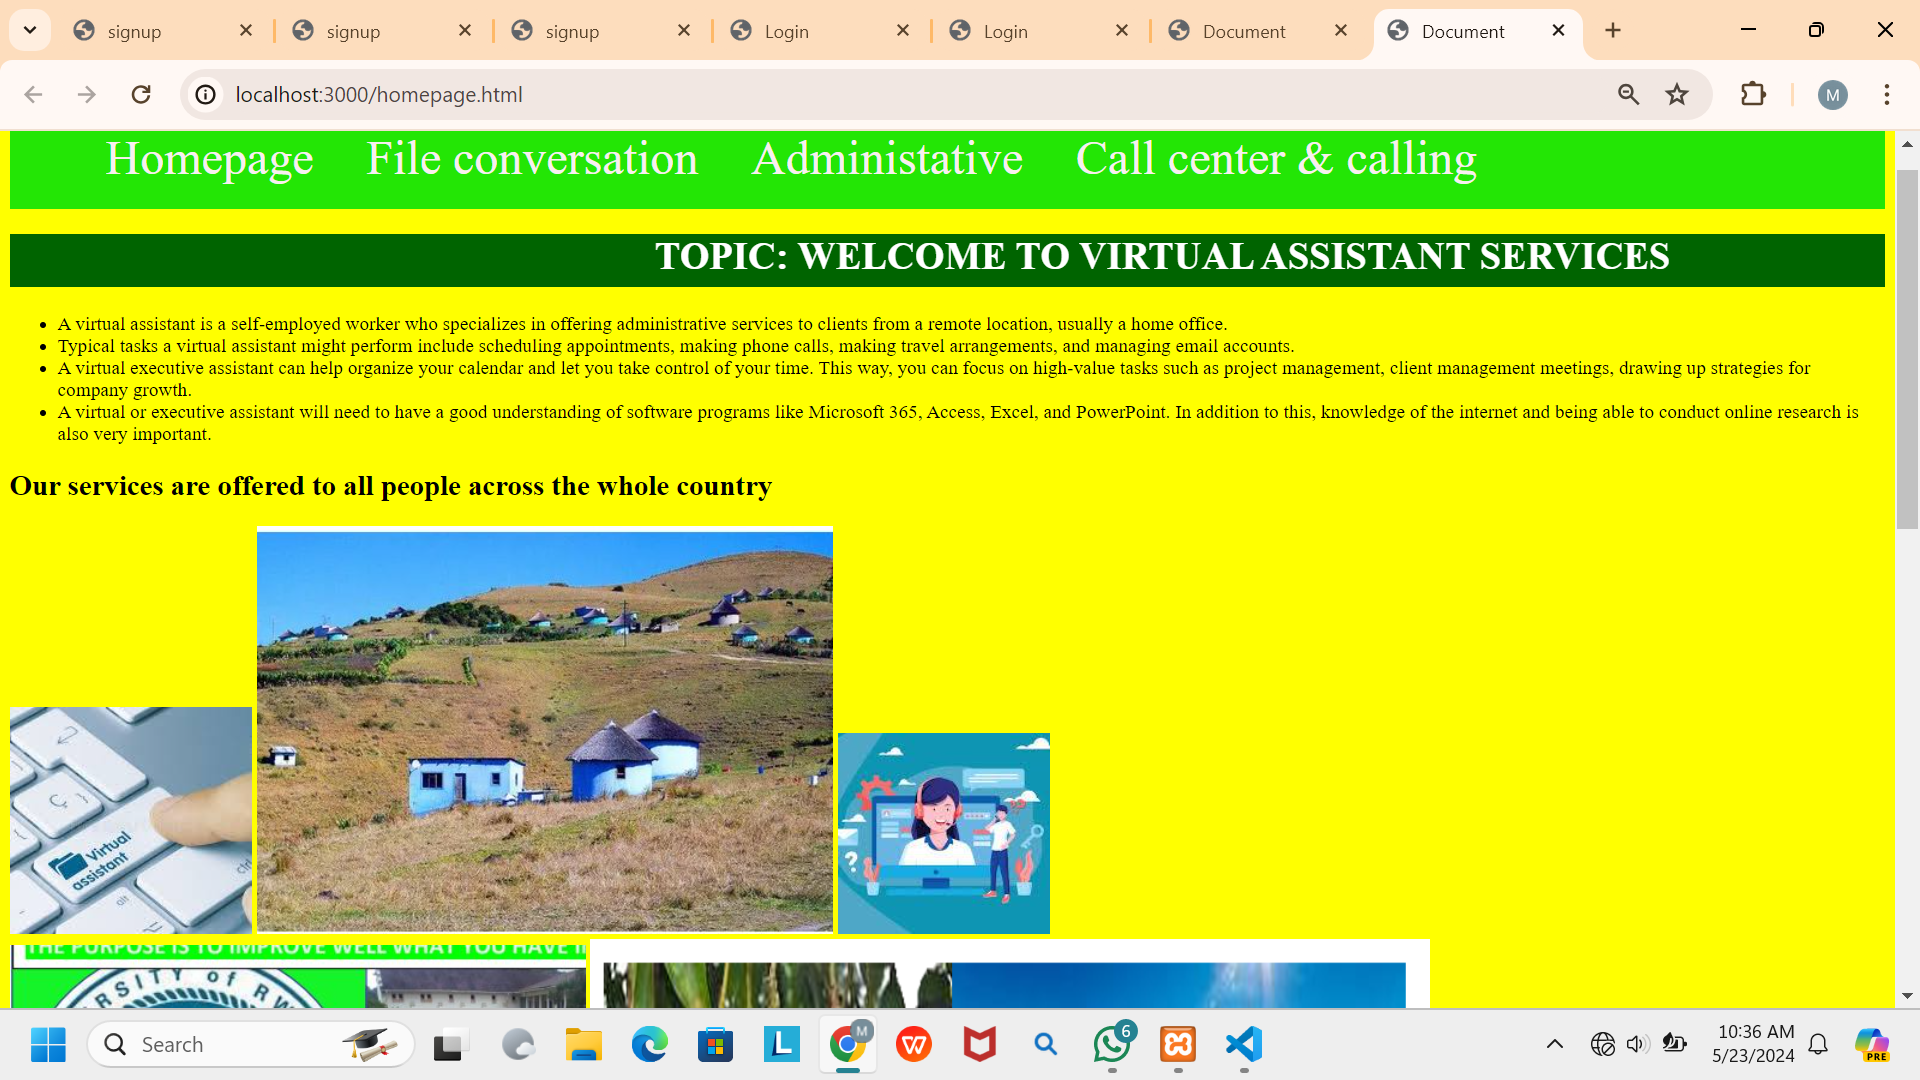 signup
signup
signup
Login
Login
Document
Document
localhost:3000/homepage.html
M
Homepage File conversation Administative Call center & calling
TOPIC: WELCOME TO VIRTUAL ASSISTANT SERVICES
A virtual assistant is a self-employed worker who specializes in offering administrative services to clients from a remote location, usually a home office.
Typical tasks a virtual assistant might perform include scheduling appointments, making phone calls, making travel arrangements, and managing email accounts.
A virtual executive assistant can help organize your calendar and let you take control of your time. This way, you can focus on high-value tasks such as project management, client management meetings, drawing up strategies for
company growth.
A virtual or executive assistant will need to have a good understanding of software programs like Microsoft 365, Access, Excel, and PowerPoint. In addition to this, knowledge of the internet and being able to conduct online research is
also very important.
Our services are offered to all people across the whole country
Ç
Virtual
assistant
ctrl
alt
?
THE PURPOSE IS TO IMPROVE WELL WHAT YOU HAVE
ERSITY of RW
Search
L
M
W
6
10:36 AM
5/23/2024
PRE